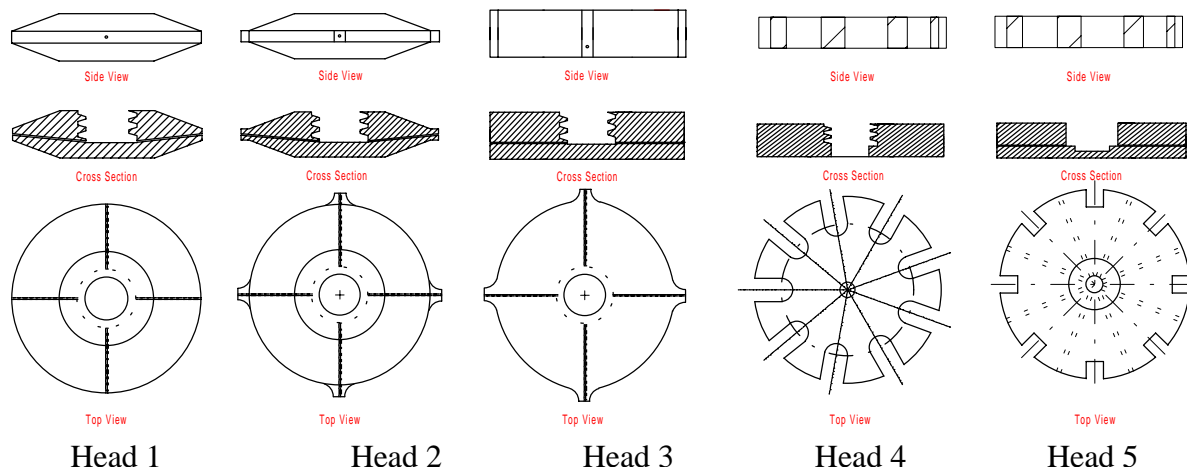 Side View Side View Side View Side View Side View
Cross Section Cross Section Cross Section Cross Section Cross Section
Top View Top View Top View Top View Top View
Head 1 Head 2 Head 3 Head 4 Head 5